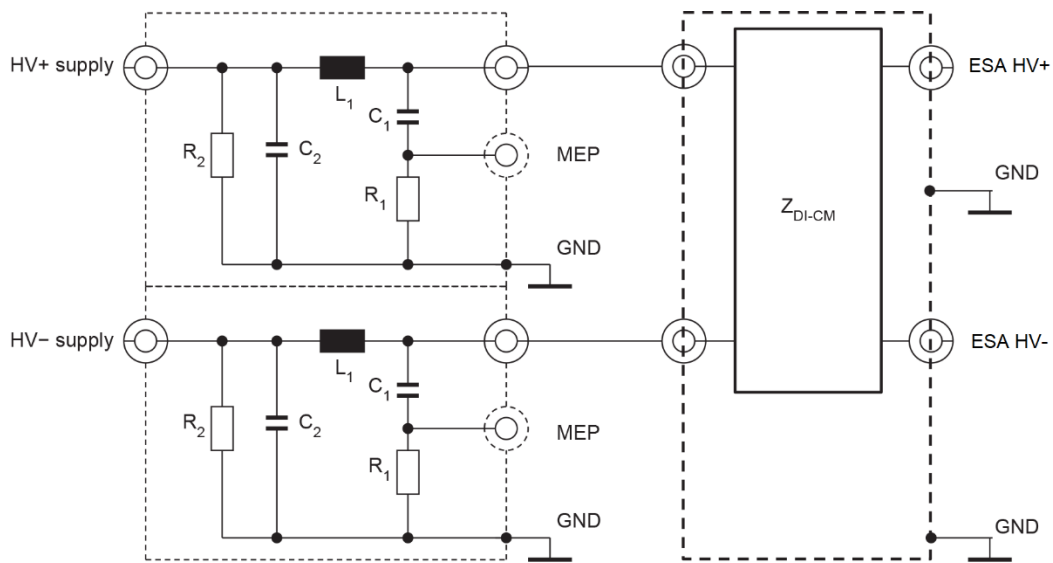 HV+ supply
L1
C1
R2
C2
R1
MEP
GND
ZDI-CM
ESA HV+
GND
HV− supply
L1
C1
R2
C2
R1
MEP
GND
ESA HV-
GND